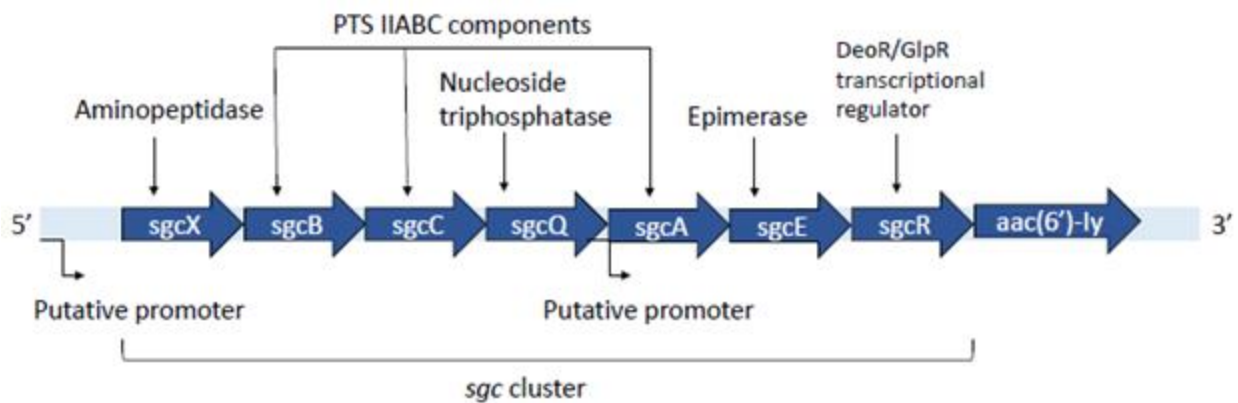 PTS IIABC components
Aminopeptidase
Nucleoside
triphosphatase
Epimerase
DeoR/GlpR
transcriptional
regulator
5’ sgcX sgcB sgcC sgcQ sgcA sgcE sgcR aac(6’)-Iy 3’
Putative promoter Putative promoter
sgc cluster